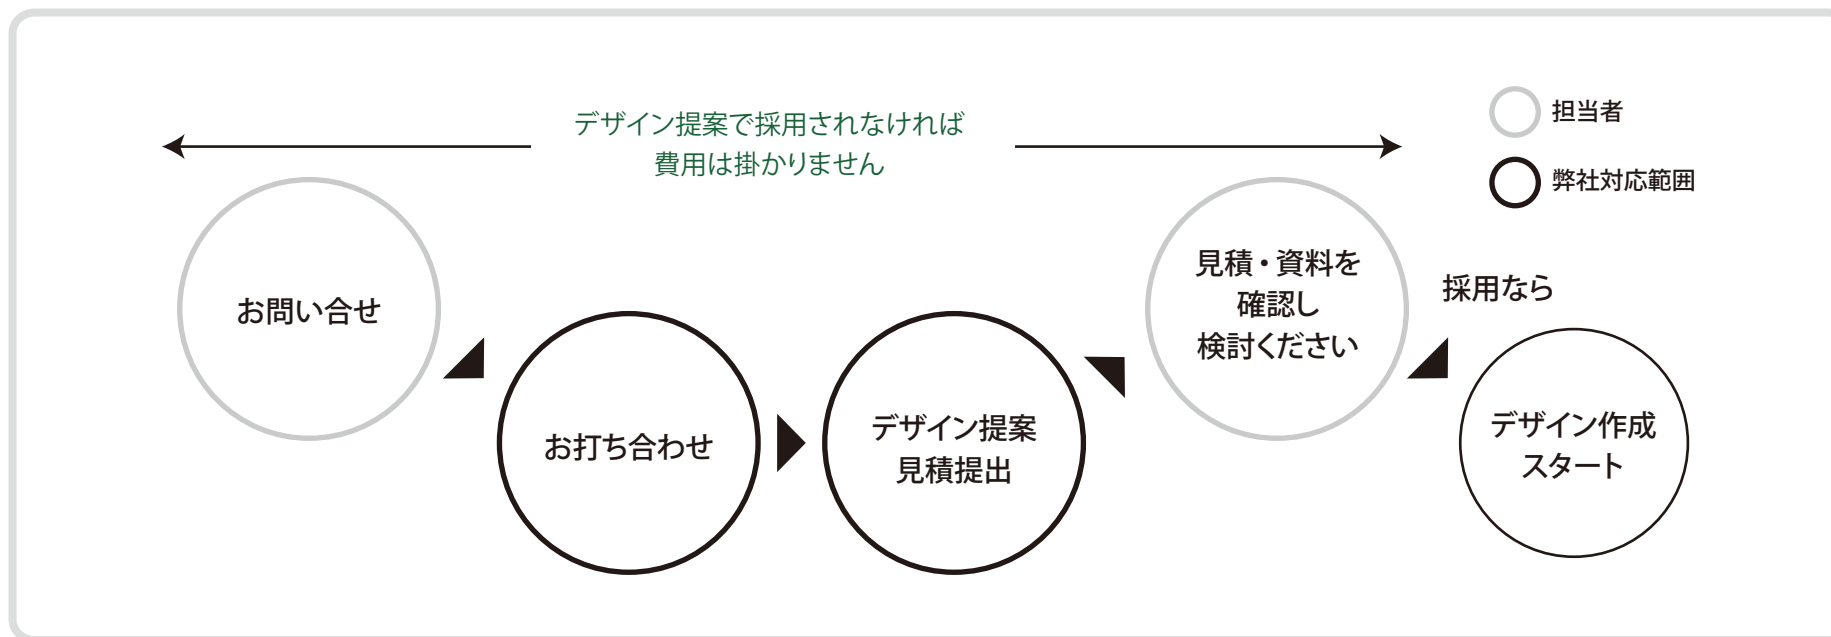 デザイン提案で採用されなければ
費用は掛かりません
担当者
弊社対応範囲
お問い合せ
お打ち合わせ
デザイン提案
見積提出
見積・資料を
確認し
検討ください
採用なら
デザイン作成
スタート